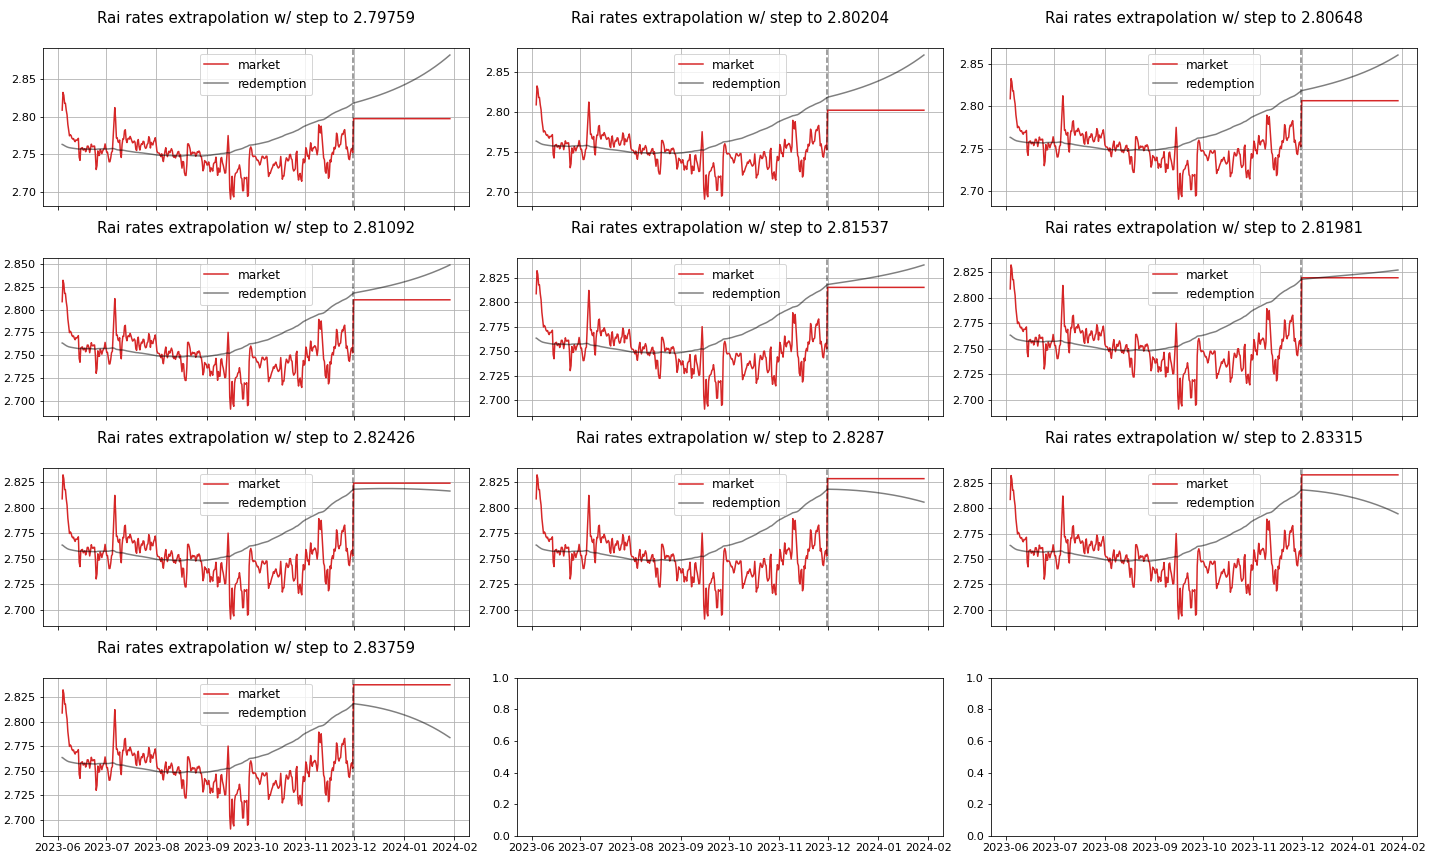 Rai rates extrapolation w/ step to 2.79759
Rai rates extrapolation w/ step to 2.80204
Rai rates extrapolation w/ step to 2.80648
market
redemption
2.85
2.80
2.75
2.70
market
redemption
2.85
2.80
2.75
2.70
market
redemption
2.85
2.80
2.75
2.70
Rai rates extrapolation w/ step to 2.81092
Rai rates extrapolation w/ step to 2.81537
Rai rates extrapolation w/ step to 2.81981
market
redemption
2.850
2.825
2.800
2.775
2.750
2.725
2.700
market
redemption
2.825
2.800
2.775
2.750
2.725
2.700
market
redemption
2.825
2.800
2.775
2.750
2.725
2.700
Rai rates extrapolation w/ step to 2.82426
Rai rates extrapolation w/ step to 2.8287
Rai rates extrapolation w/ step to 2.83315
market
redemption
2.825
2.800
2.775
2.750
2.725
2.700
market
redemption
2.825
2.800
2.775
2.750
2.725
2.700
market
redemption
2.825
2.800
2.775
2.750
2.725
2.700
Rai rates extrapolation w/ step to 2.83759
market
redemption
2.825
2.800
2.775
2.750
2.725
2.700
2023-06 2023-07 2023-08 2023-09 2023-10 2023-11 2023-12 2024-01 2024-02
1.0
0.8
0.6
0.4
0.2
0.0
2023-06 2023-07 2023-08 2023-09 2023-10 2023-11 2023-12 2024-01 2024-02
1.0
0.8
0.6
0.4
0.2
0.0
2023-06 2023-07 2023-08 2023-09 2023-10 2023-11 2023-12 2024-01 2024-02